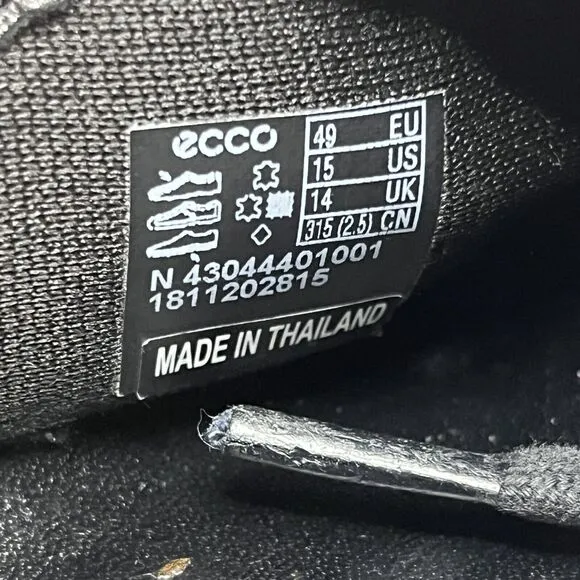 ecco
49 EU
15 US
14 UK
315 (2.5) CN
N 43044401001
1811202815
MADE IN THAILAND